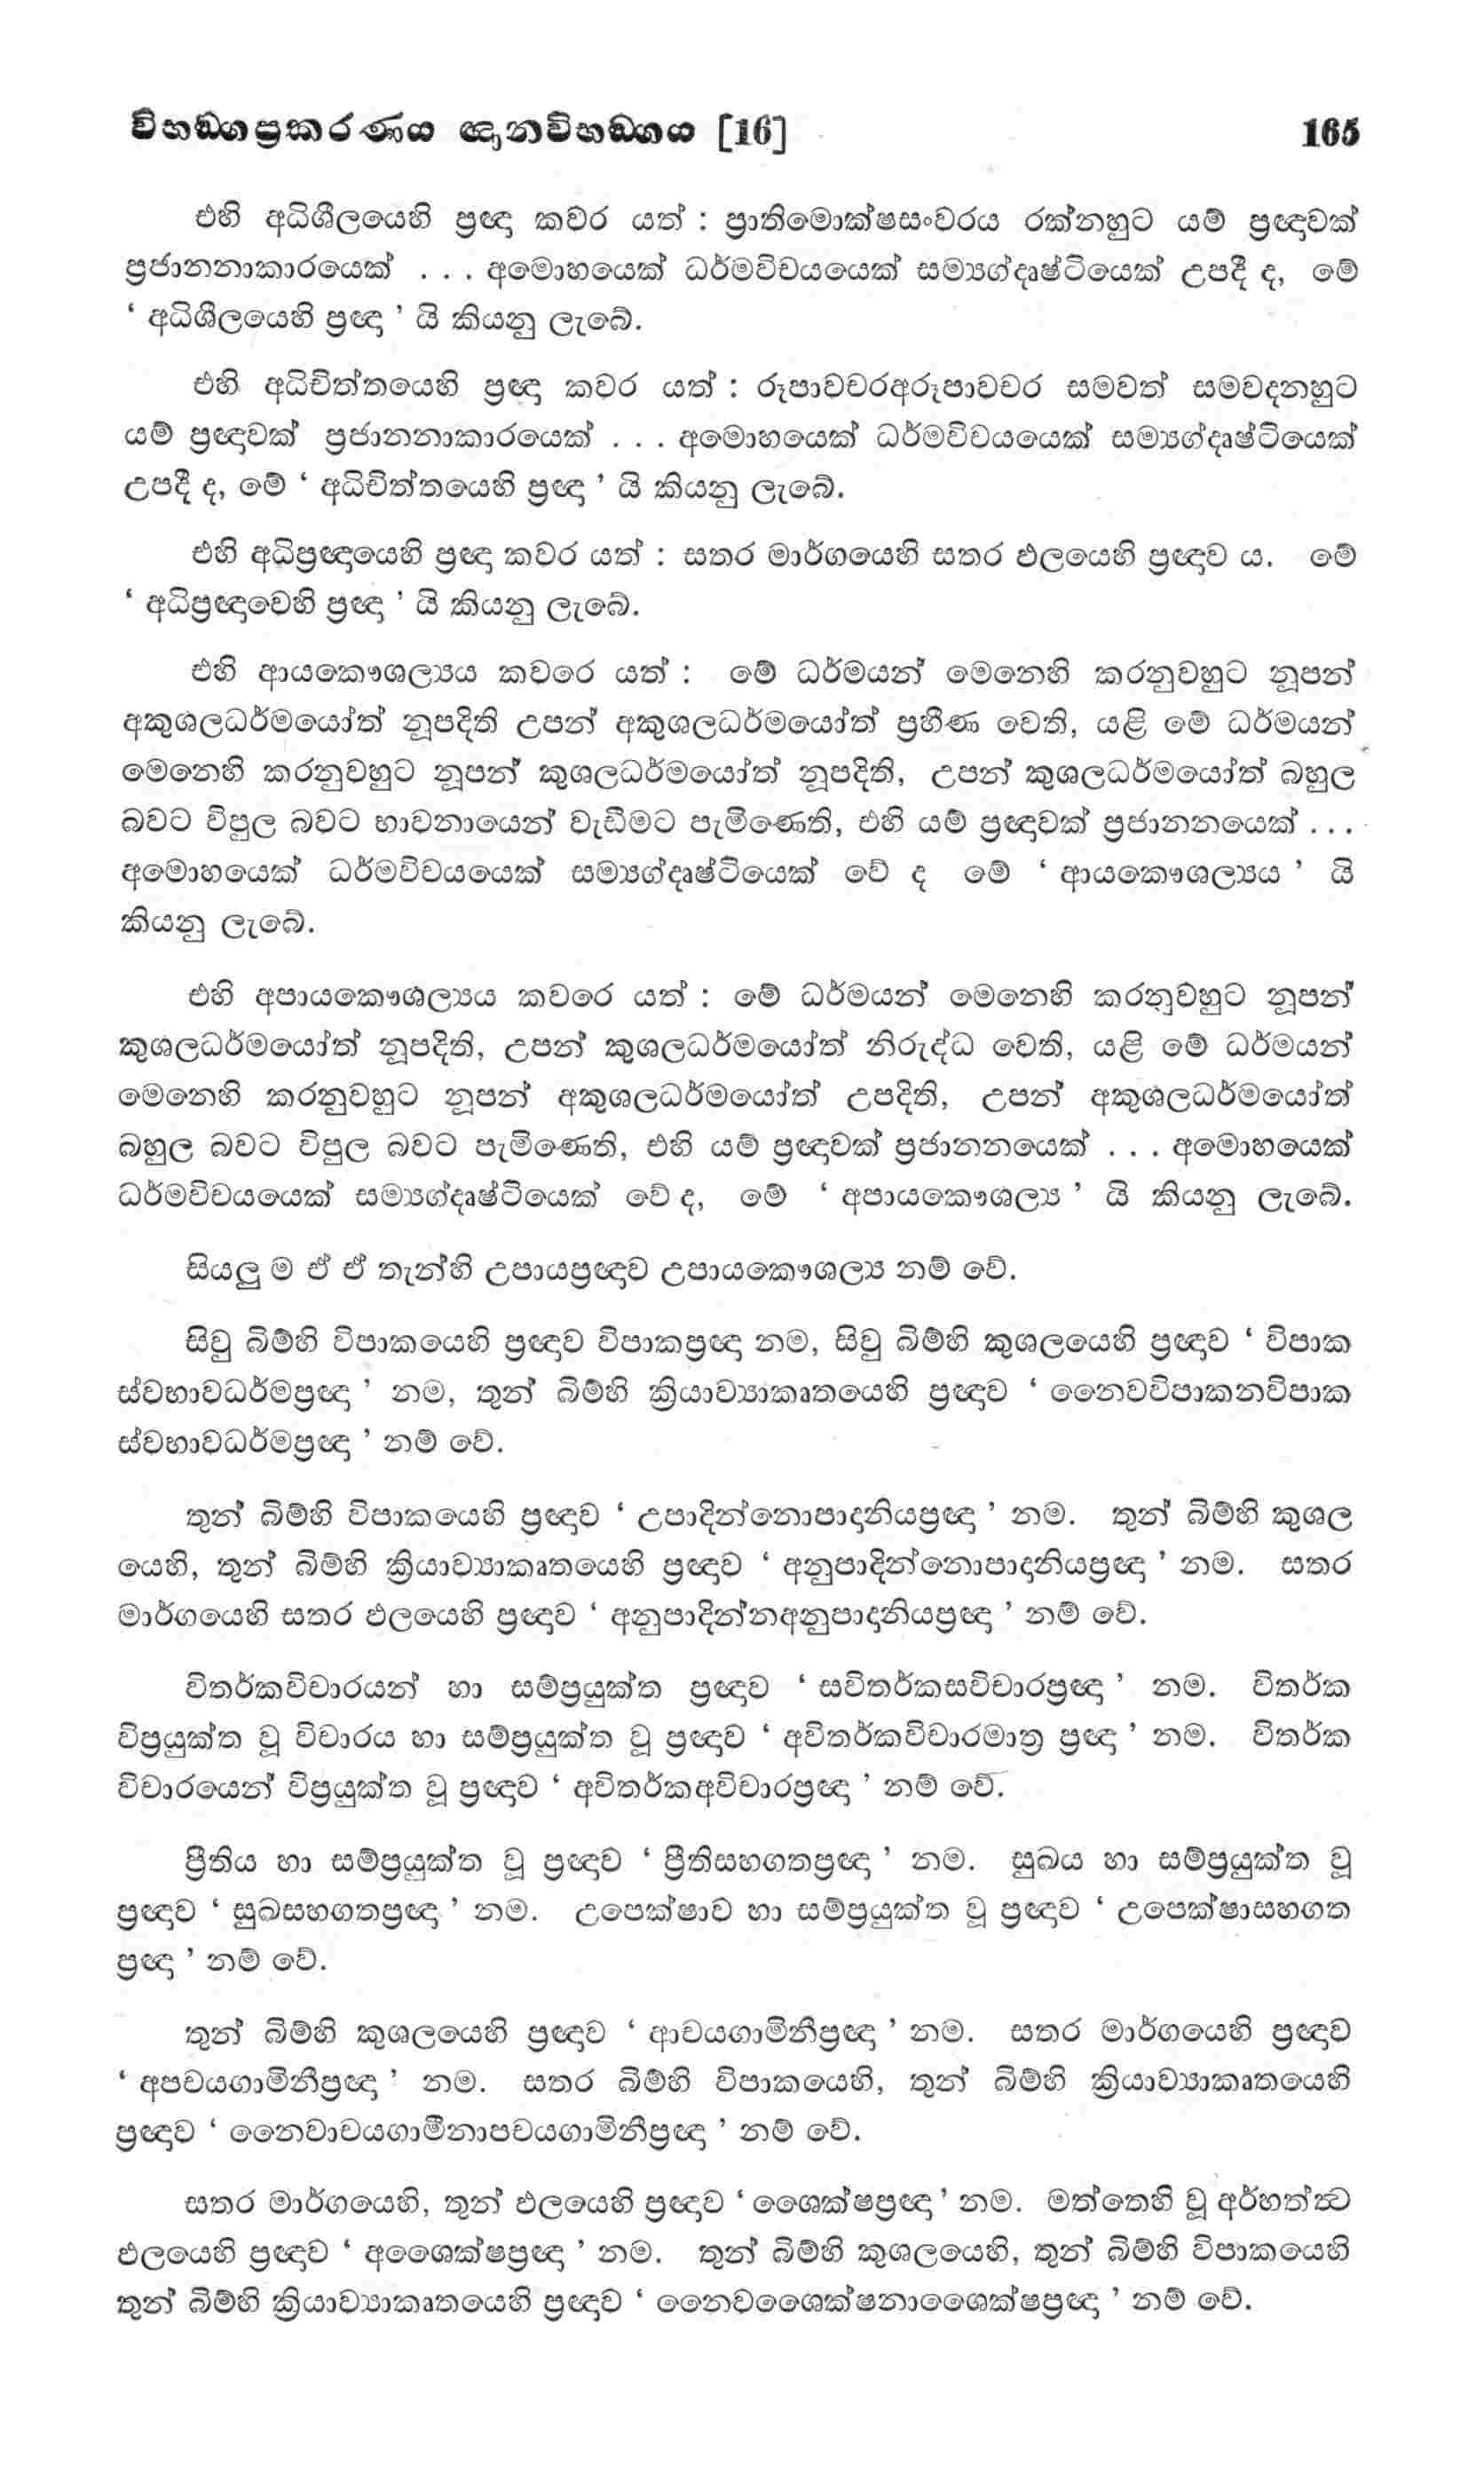 විභඞ්ගප්‍රකරණය ඥානවිභඞ්ගය [16] 165
එහි අධිශීලයෙහි ප්‍රඥා කවර යත් : ප්‍රාතිමොක්ෂසංවරය රක්නහුට යම් ප්‍රඥාවක්
ප්‍රජානනාකාරයෙක් . . . අමොහයෙක් ධර්මවිචයයෙක් සම්‍යග්දෘෂ්ටියෙක් උපදී ද, මේ
‘ අධිශීලයෙහි ප්‍රඥා ’ යි කියනු ලැබේ.
එහි අධිචිත්තයෙහි ප්‍රඥා කවර යත් : රූපාවචරඅරූපාවචර සමවත් සමවදනහුට
යම් ප්‍රඥාවක් ප්‍රජානනාකාරයෙක් . . . අමොහයෙක් ධර්මවිචයයෙක් සම්‍යග්දෘෂ්ටියෙක්
උපදී ද, මේ ‘ අධිචිත්තයෙහි ප්‍රඥා ’ යි කියනු ලැබේ.
එහි අධිප්‍රඥායෙහි ප්‍රඥා කවර යත් : සතර මාර්ගයෙහි සතර ඵලයෙහි ප්‍රඥාව ය. මේ
‘ අධිප්‍රඥාවෙහි ප්‍රඥා ’ යි කියනු ලැබේ.
එහි ආයකෞශල්‍යය කවරෙ යත් : මේ ධර්මයන් මෙනෙහි කරනුවහුට නූපන්
අකුශලධර්මයෝත් නූපදිති උපන් අකුශලධර්මයෝත් ප්‍රහීණ වෙති, යළි මේ ධර්මයන්
මෙනෙහි කරනුවහුට නූපන් කුශලධර්මයෝත් නූපදිති, උපන් කුශලධර්මයෝත් බහුල
බවට විපුල බවට භාවනායෙන් වැඩීමට පැමිණෙති, එහි යම් ප්‍රඥාවක් ප්‍රජානනයෙක් . . .
අමොහයෙක් ධර්මවිචයයෙක් සම්‍යග්දෘෂ්ටියෙක් වේ ද මේ ‘ ආයකෞශල්‍යය ’ යි
කියනු ලැබේ.
එහි අපායකෞශල්‍යය කවරෙ යත් : මේ ධර්මයන් මෙනෙහි කරනුවහුට නූපන්
කුශලධර්මයෝත් නූපදිති, උපන් කුශලධර්මයෝත් නිරුද්ධ වෙති, යළි මේ ධර්මයන්
මෙනෙහි කරනුවහුට නූපන් අකුශලධර්මයෝත් උපදිති, උපන් අකුශලධර්මයෝත්
බහුල බවට විපුල බවට පැමිණෙති, එහි යම් ප්‍රඥාවක් ප්‍රජානනයෙක් . . . අමොහයෙක්
ධර්මවිචයයෙක් සම්‍යග්දෘෂ්ටියෙක් වේ ද, මේ ‘ අපායකෞශල්‍ය ’ යි කියනු ලැබේ.
සියලු ම ඒ ඒ තැන්හි උපායප්‍රඥාව උපායකෞශල්‍ය නම් වේ.
සිවු බිම්හි විපාකයෙහි ප්‍රඥාව විපාකප්‍රඥා නම, සිවු බිම්හි කුශලයෙහි ප්‍රඥාව ‘ විපාක
ස්වභාවධර්මප්‍රඥා ’ නම, තුන් බිම්හි ක්‍රියාව්‍යාකෘතයෙහි ප්‍රඥාව ‘ නෛවවිපාකනවිපාක
ස්වභාවධර්මප්‍රඥා ’ නම් වේ.
තුන් බිම්හි විපාකයෙහි ප්‍රඥාව ‘ උපාදින්නොපාදානියප්‍රඥා ’ නම. තුන් බිම්හි කුශල
යෙහි, තුන් බිම්හි ක්‍රියාව්‍යාකෘතයෙහි ප්‍රඥාව ‘ අනුපාදින්නොපාදානියප්‍රඥා ’ නම. සතර
මාර්ගයෙහි සතර ඵලයෙහි ප්‍රඥාව ‘ අනුපාදින්නඅනුපාදානියප්‍රඥා ’ නම් වේ.
විතර්කවිචාරයන් හා සම්ප්‍රයුක්ත ප්‍රඥාව ‘ සවිතර්කසවිචාරප්‍රඥා ’ නම. විතර්ක
විප්‍රයුක්ත වූ විචාරය හා සම්ප්‍රයුක්ත වූ ප්‍රඥාව ‘ අවිතර්කවිචාරමාත්‍ර ප්‍රඥා ’ නම. විතර්ක
විචාරයෙන් විප්‍රයුක්ත වූ ප්‍රඥාව ‘ අවිතර්කඅවිචාරප්‍රඥා ’ නම් වේ.
ප්‍රීතිය හා සම්ප්‍රයුක්ත වූ ප්‍රඥාව ‘ ප්‍රීතිසහගතප්‍රඥා ’ නම. සුඛය හා සම්ප්‍රයුක්ත වූ
ප්‍රඥාව ‘ සුඛසහගතප්‍රඥා ’ නම. උපෙක්ෂාව හා සම්ප්‍රයුක්ත වූ ප්‍රඥාව ‘ උපෙක්ෂාසහගත
ප්‍රඥා ’ නම් වේ.
තුන් බිම්හි කුශලයෙහි ප්‍රඥාව ‘ ආචයගාමිනීප්‍රඥා ’ නම. සතර මාර්ගයෙහි ප්‍රඥාව
‘ අපචයගාමිනීප්‍රඥා ’ නම. සතර බිම්හි විපාකයෙහි, තුන් බිම්හි ක්‍රියාව්‍යාකෘතයෙහි
ප්‍රඥාව ‘ නෛවාචයගාමීනාපචයගාමිනීප්‍රඥා ’ නම් වේ.
සතර මාර්ගයෙහි, තුන් ඵලයෙහි ප්‍රඥාව ‘ ශෛක්ෂප්‍රඥා ’ නම. මත්තෙහි වූ අර්හත්ත්‍ව
ඵලයෙහි ප්‍රඥාව ‘ අශෛක්ෂප්‍රඥා ’ නම. තුන් බිම්හි කුශලයෙහි, තුන් බිම්හි විපාකයෙහි
තුන් බිම්හි ක්‍රියාව්‍යාකෘතයෙහි ප්‍රඥාව ‘ නෛවශෛක්ෂනාශෛක්ෂප්‍රඥා ’ නම් වේ.